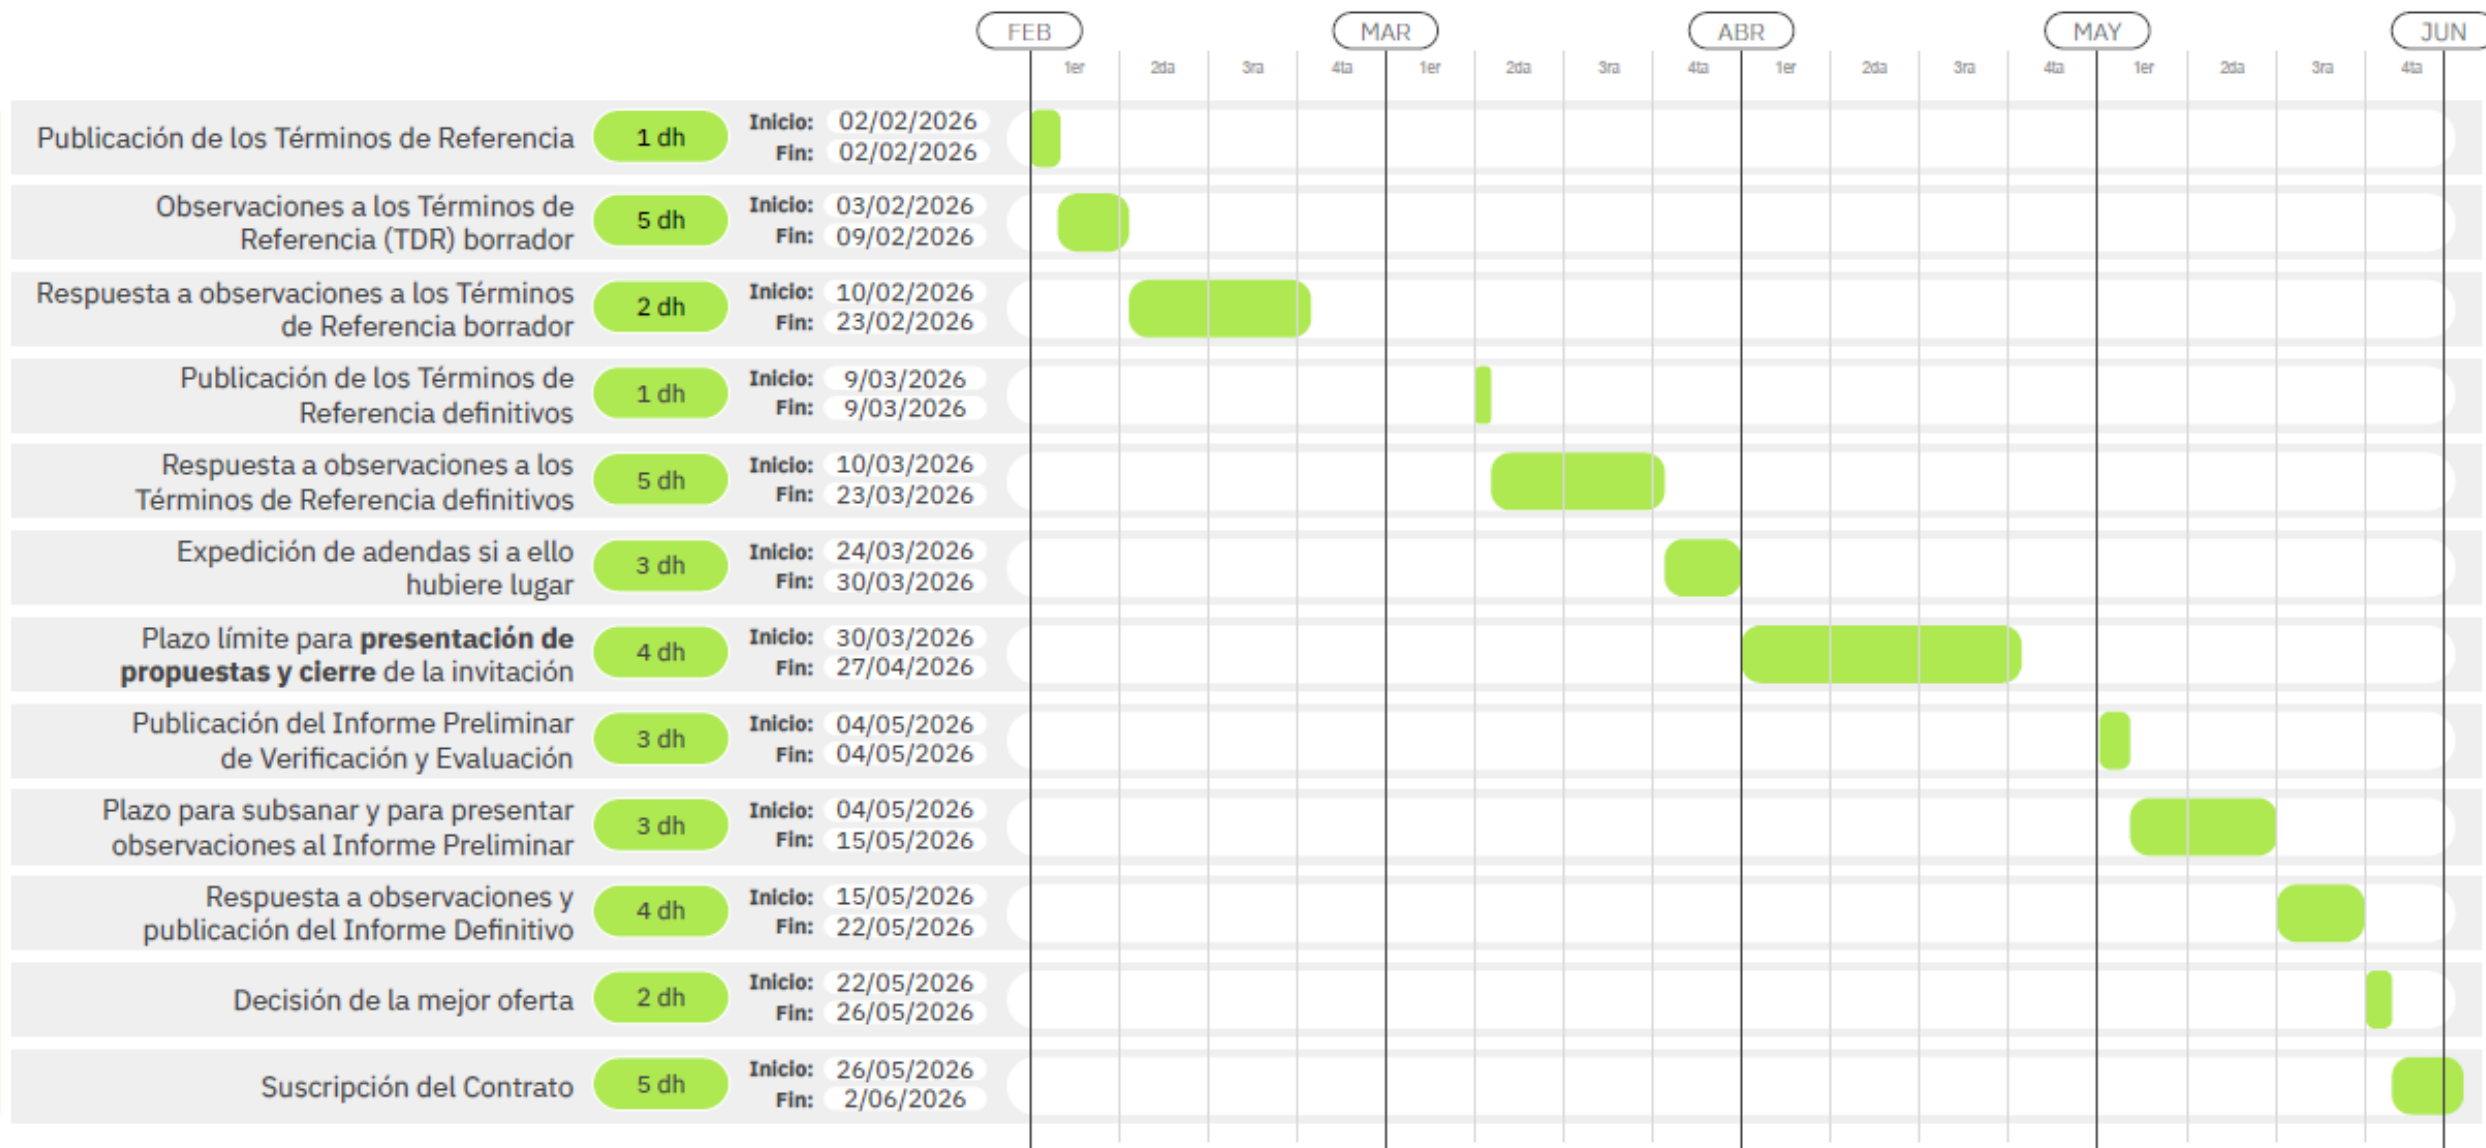 FEB MAR ABR MAY JUN
1er 2da 3ra 4ta 1er 2da 3ra 4ta 1er 2da 3ra 4ta 1er 2da 3ra 4ta
Publicación de los Términos de Referencia
1 dh
Inicio: 02/02/2026
Fin: 02/02/2026
Observaciones a los Términos de
Referencia (TDR) borrador
5 dh
Inicio: 03/02/2026
Fin: 09/02/2026
Respuesta a observaciones a los Términos
de Referencia borrador
2 dh
Inicio: 10/02/2026
Fin: 23/02/2026
Publicación de los Términos de
Referencia definitivos
1 dh
Inicio: 9/03/2026
Fin: 9/03/2026
Respuesta a observaciones a los
Términos de Referencia definitivos
5 dh
Inicio: 10/03/2026
Fin: 23/03/2026
Expedición de adendas si a ello
hubiere lugar
3 dh
Inicio: 24/03/2026
Fin: 30/03/2026
Plazo límite para presentación de
propuestas y cierre de la invitación
4 dh
Inicio: 30/03/2026
Fin: 27/04/2026
Publicación del Informe Preliminar
de Verificación y Evaluación
3 dh
Inicio: 04/05/2026
Fin: 04/05/2026
Plazo para subsanar y para presentar
observaciones al Informe Preliminar
3 dh
Inicio: 04/05/2026
Fin: 15/05/2026
Respuesta a observaciones y
publicación del Informe Definitivo
4 dh
Inicio: 15/05/2026
Fin: 22/05/2026
Decisión de la mejor oferta
2 dh
Inicio: 22/05/2026
Fin: 26/05/2026
Suscripción del Contrato
5 dh
Inicio: 26/05/2026
Fin: 2/06/2026